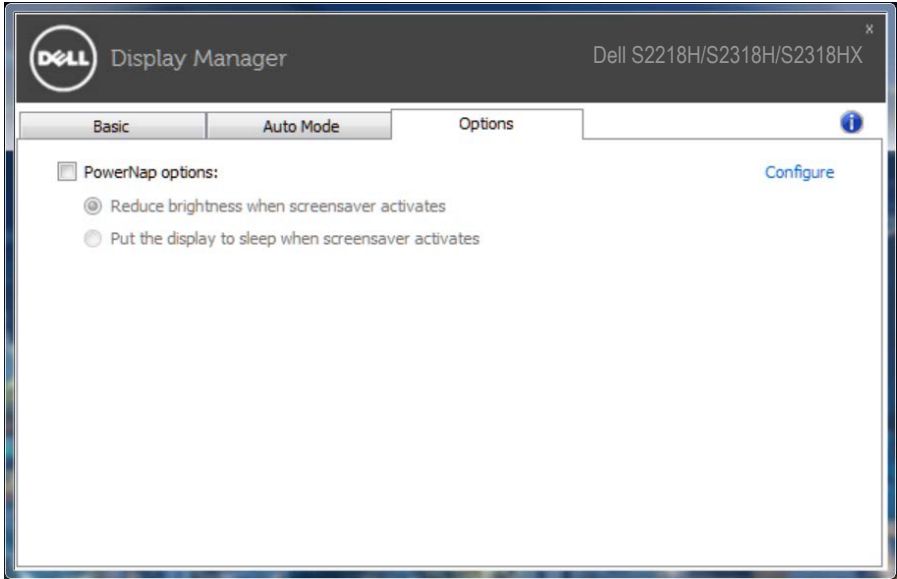 DELL
Display Manager
x
Dell S2218H/S2318H/S2318HX
Basic
Auto Mode
Options
i
PowerNap options:
Configure
Reduce brightness when screensaver activates
Put the display to sleep when screensaver activates